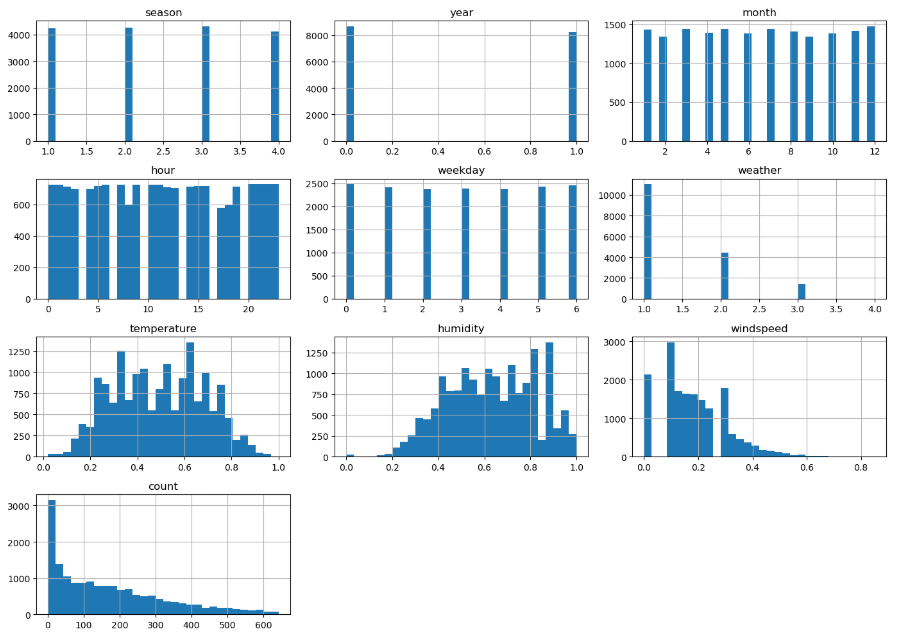 season year month
4000 3000 2000 1000 0
1.0 1.5 2.0 2.5 3.0 3.5 4.0
8000 6000 4000 2000 0
0.0 0.2 0.4 0.6 0.8 1.0
1500 1000 500 0
2 4 6 8 10 12
hour weekday weather
600 400 200 0
0 5 10 15 20
2500 2000 1500 1000 500 0
0 1 2 3 4 5 6
10000 8000 6000 4000 2000 0
1.0 1.5 2.0 2.5 3.0 3.5 4.0
temperature humidity windspeed
1250 1000 750 500 250 0
0.0 0.2 0.4 0.6 0.8 1.0
1250 1000 750 500 250 0
0.0 0.2 0.4 0.6 0.8 1.0
3000 2000 1000 0
0.0 0.2 0.4 0.6 0.8
count
3000 2000 1000 0
0 100 200 300 400 500 600